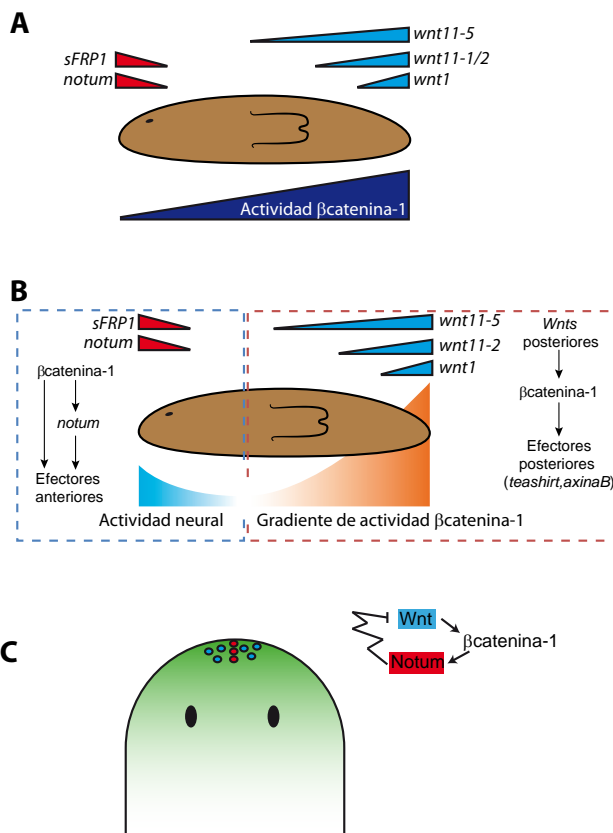 A
wnt11-5
sFRP1
wnt11-1/2
notum
wnt1
Actividad βcatenina-1
B
sFRP1
notum
βcatenina-1
notum
Efectores
anteriores
Actividad neural
wnt11-5
wnt11-2
wnt1
Gradiente de actividad βcatenina-1
Wnts
posteriores
βcatenina-1
Efectores
posteriores
(teashirt,axinaB)
C
Wnt
βcatenina-1
Notum